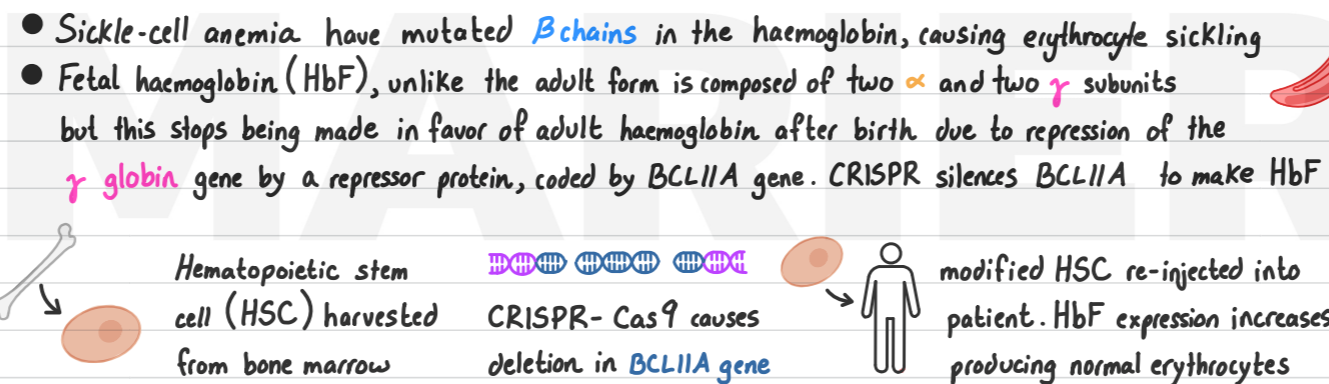 ● Sickle-cell anemia have mutated β chains in the haemoglobin, causing erythrocyte sickling
● Fetal haemoglobin (HbF), unlike the adult form is composed of two α and two γ subunits
but this stops being made in favor of adult haemoglobin after birth due to repression of the
γ globin gene by a repressor protein, coded by BCL11A gene. CRISPR silences BCL11A to make HbF
Hematopoietic stem
cell (HSC) harvested
from bone marrow
CRISPR-Cas9 causes
deletion in BCL11A gene
modified HSC re-injected into
patient. HbF expression increases
producing normal erythrocytes